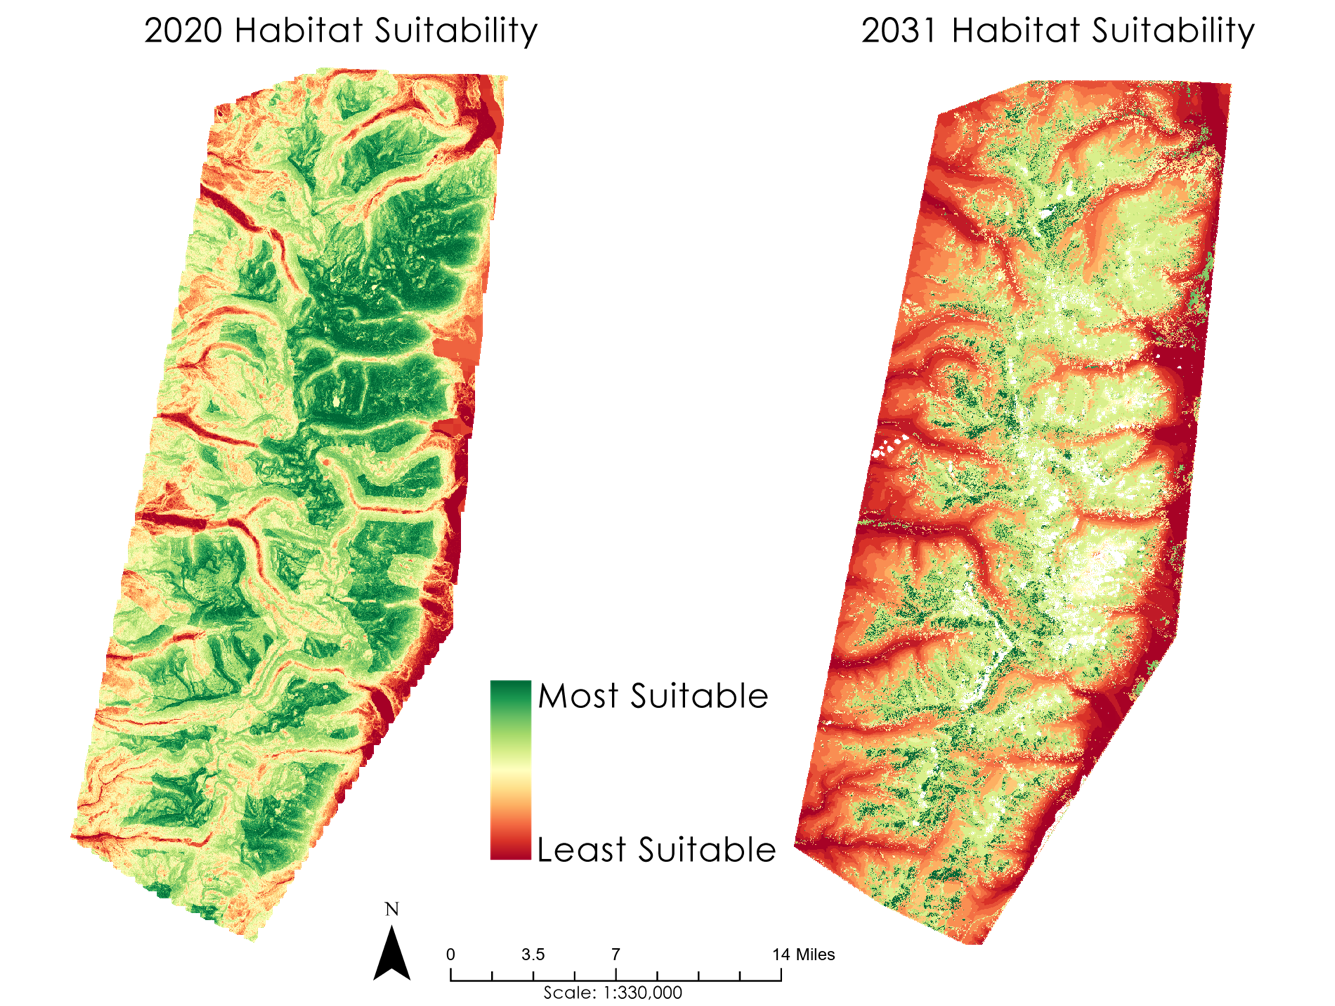 2020 Habitat Suitability
2031 Habitat Suitability
Most Suitable
Least Suitable
N
0 3.5 7 14 Miles
Scale: 1:330,000